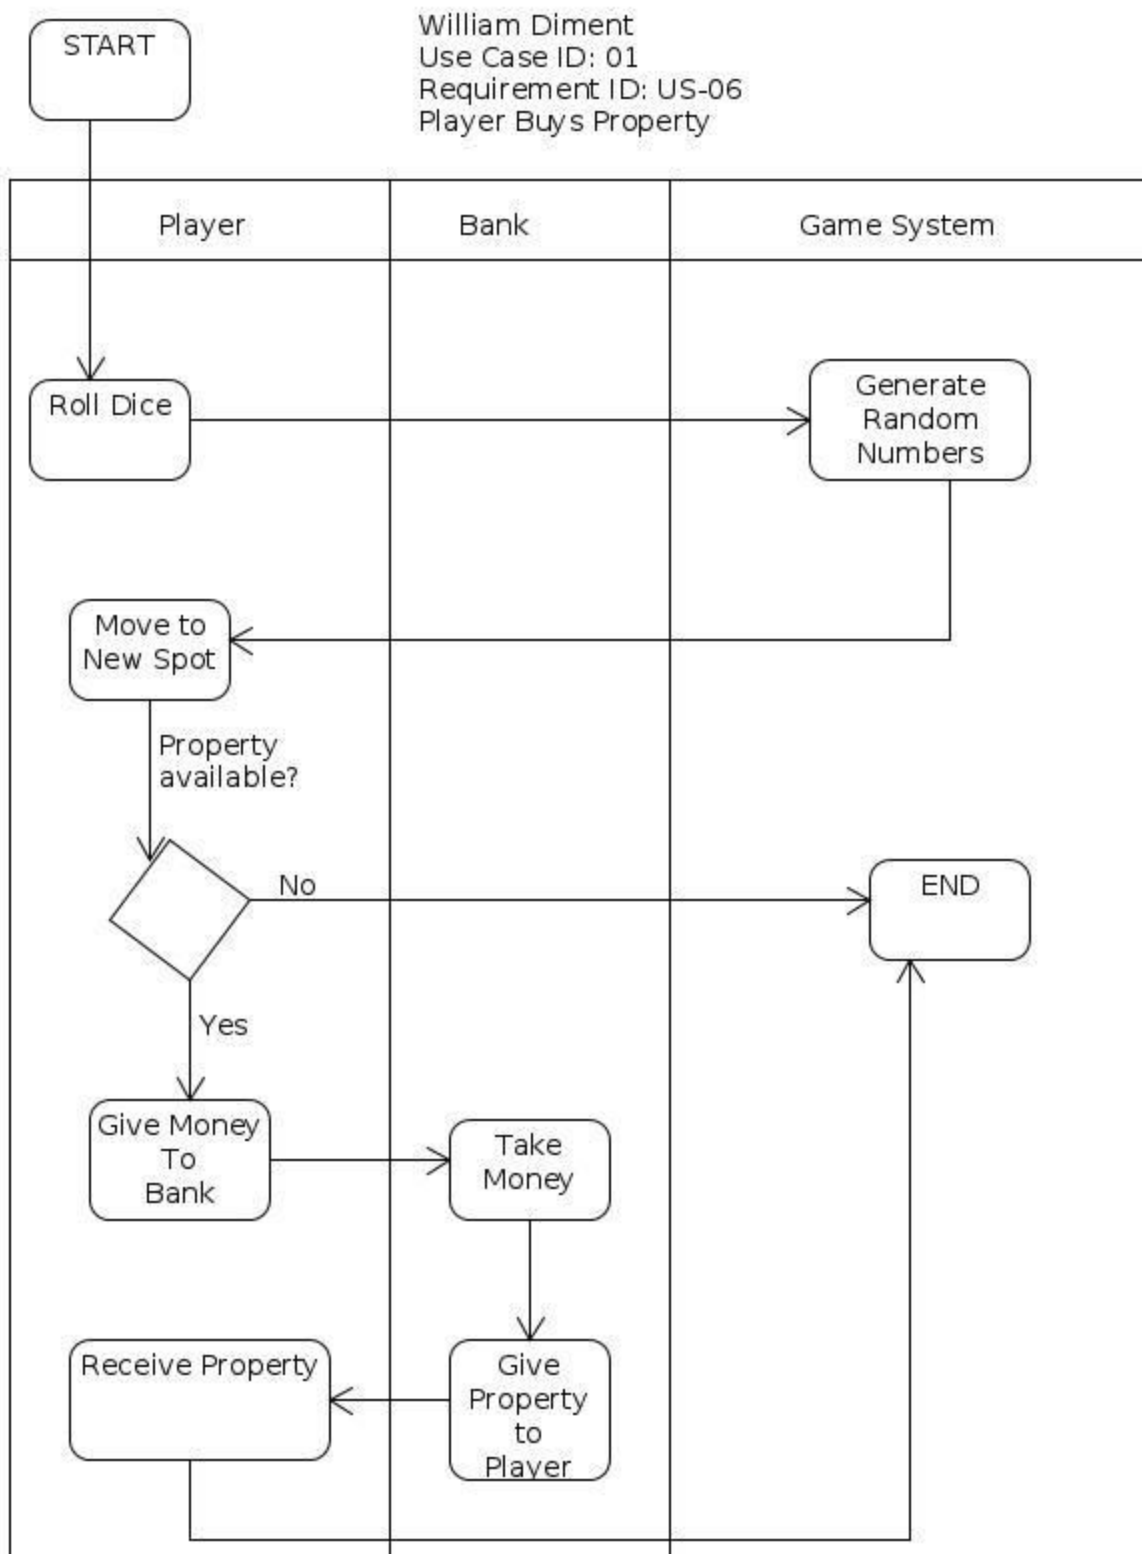 START
William Diment
Use Case ID: 01
Requirement ID: US-06
Player Buys Property
Player
Bank
Game System
Roll Dice
Generate
Random
Numbers
Move to
New Spot
Property
available?
No
END
Yes
Give Money
To
Bank
Take
Money
Receive Property
Give
Property
to
Player